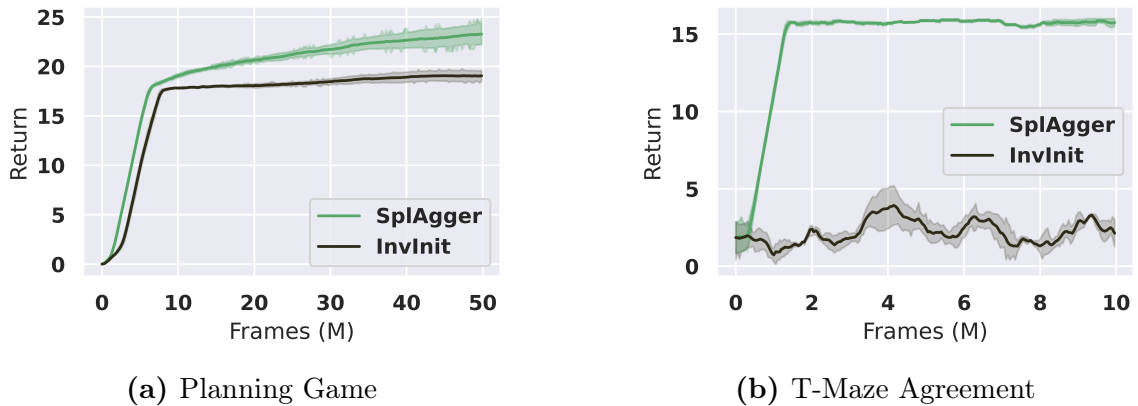 25
20
15
10
5
0
Return
SplAgger
InvInit
0 10 20 30 40 50
Frames (M)
(a) Planning Game
15
10
5
0
Return
SplAgger
InvInit
0 2 4 6 8 10
Frames (M)
(b) T-Maze Agreement